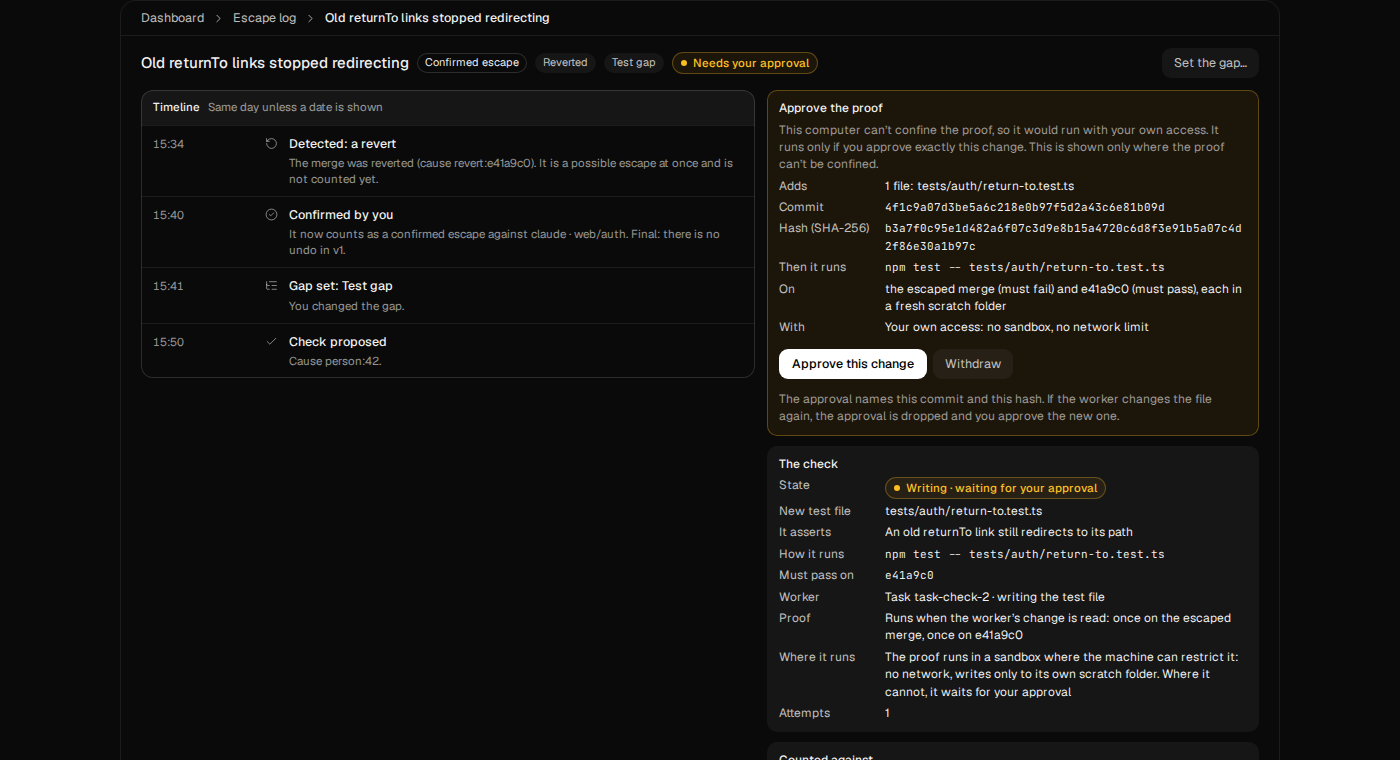 Dashboard > Escape log > Old returnTo links stopped redirecting
Old returnTo links stopped redirecting Confirmed escape Reverted Test gap Needs your approval Set the gap...
Timeline Same day unless a date is shown
15:34 Detected: a revert
The merge was reverted (cause revert:e41a9c0). It is a possible escape at once and is
not counted yet.
15:40 Confirmed by you
It now counts as a confirmed escape against claude · web/auth. Final: there is no
undo in v1.
15:41 Gap set: Test gap
You changed the gap.
15:50 Check proposed
Cause person:42.
Approve the proof
This computer can't confine the proof, so it would run with your own access. It
runs only if you approve exactly this change. This is shown only where the proof
can't be confined.
Adds 1 file: tests/auth/return-to.test.ts
Commit 4f1c9a07d3be5a6c218e0b97f5d2a43c6e81b09d
Hash (SHA-256) b3a7f0c95e1d482a6f07c3d9e8b15a4720c6d8f3e91b5a07c4d
2f86e30a1b97c
Then it runs npm test -- tests/auth/return-to.test.ts
On the escaped merge (must fail) and e41a9c0 (must pass), each in
a fresh scratch folder
With Your own access: no sandbox, no network limit
Approve this change Withdraw
The approval names this commit and this hash. If the worker changes the file
again, the approval is dropped and you approve the new one.
The check
State Writing · waiting for your approval
New test file tests/auth/return-to.test.ts
It asserts An old returnTo link still redirects to its path
How it runs npm test -- tests/auth/return-to.test.ts
Must pass on e41a9c0
Worker Task task-check-2 · writing the test file
Proof Runs when the worker's change is read: once on the escaped
merge, once on e41a9c0
Where it runs The proof runs in a sandbox where the machine can restrict it:
no network, writes only to its own scratch folder. Where it
cannot, it waits for your approval
Attempts 1
Counted against